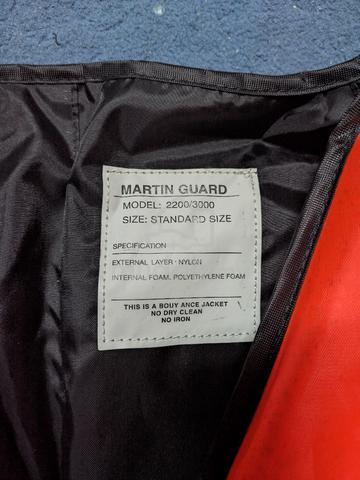 MARTIN GUARD
MODEL: 2200/3000
SIZE: STANDARD SIZE
SPECIFICATION
EXTERNAL LAYER· NYLON
INTERNAL FOAM. POLYETHYLENE FOAM
THIS IS A BOUY ANCE JACKET
NO DRY CLEAN
NO IRON